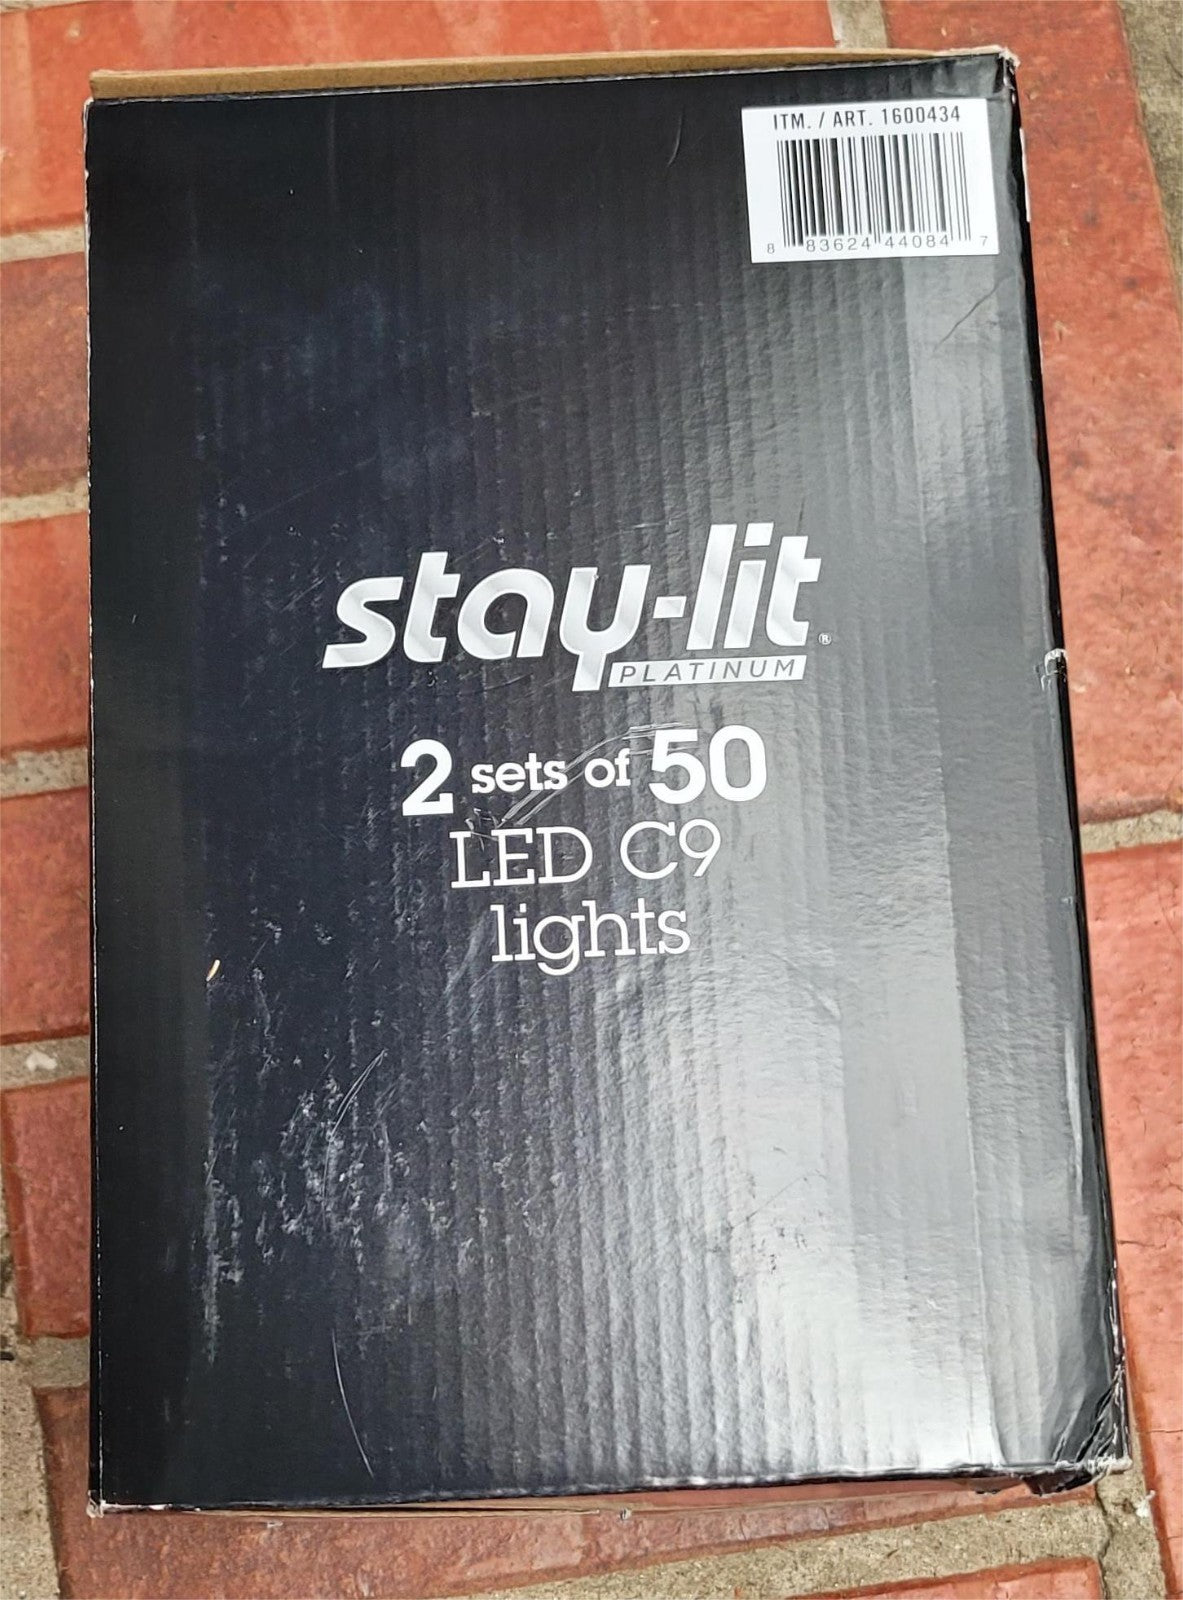 ITM. / ART. 1600434
8 83624 44084 7
stay-lit®
PLATINUM
2 sets of 50
LED C9
lights